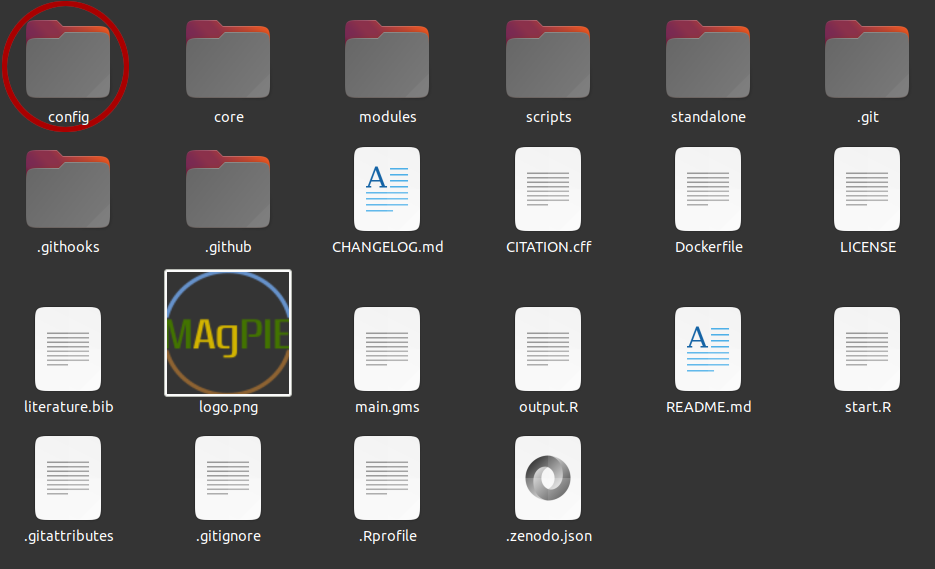 config
core
modules
scripts
standalone
.git
.githooks
.github
CHANGELOG.md
CITATION.cff
Dockerfile
LICENSE
A
MAgPIE
literature.bib
logo.png
main.gms
output.R
README.md
start.R
A
.gitattributes
.gitignore
.Rprofile
.zenodo.json